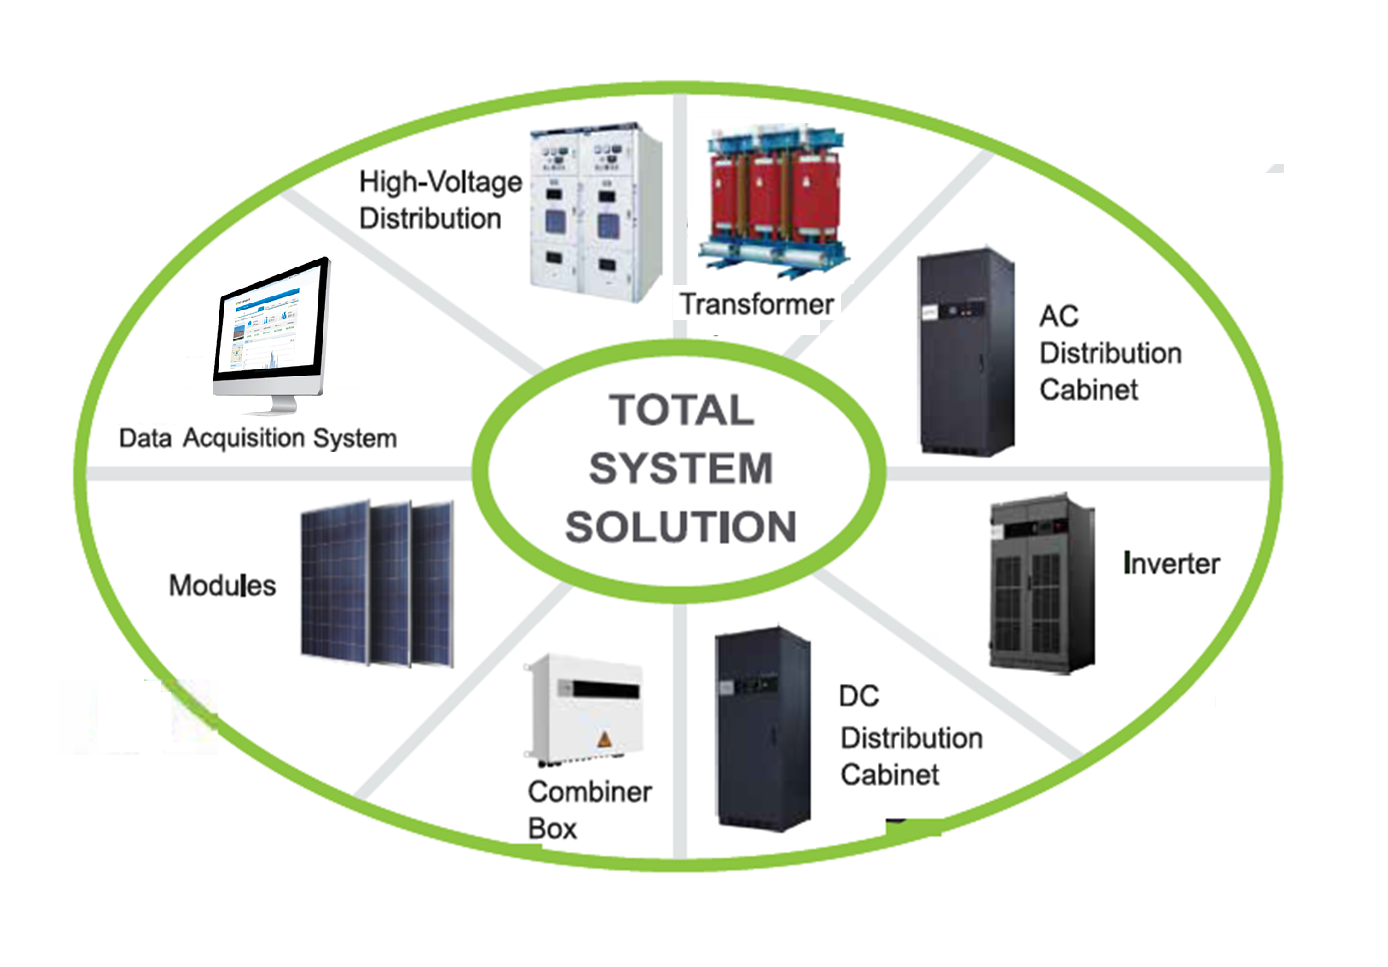 High-Voltage
Distribution
Transformer
AC
Distribution
Cabinet
Data Acquisition System
TOTAL
SYSTEM
SOLUTION
Modules
Inverter
DC
Distribution
Cabinet
Combiner
Box